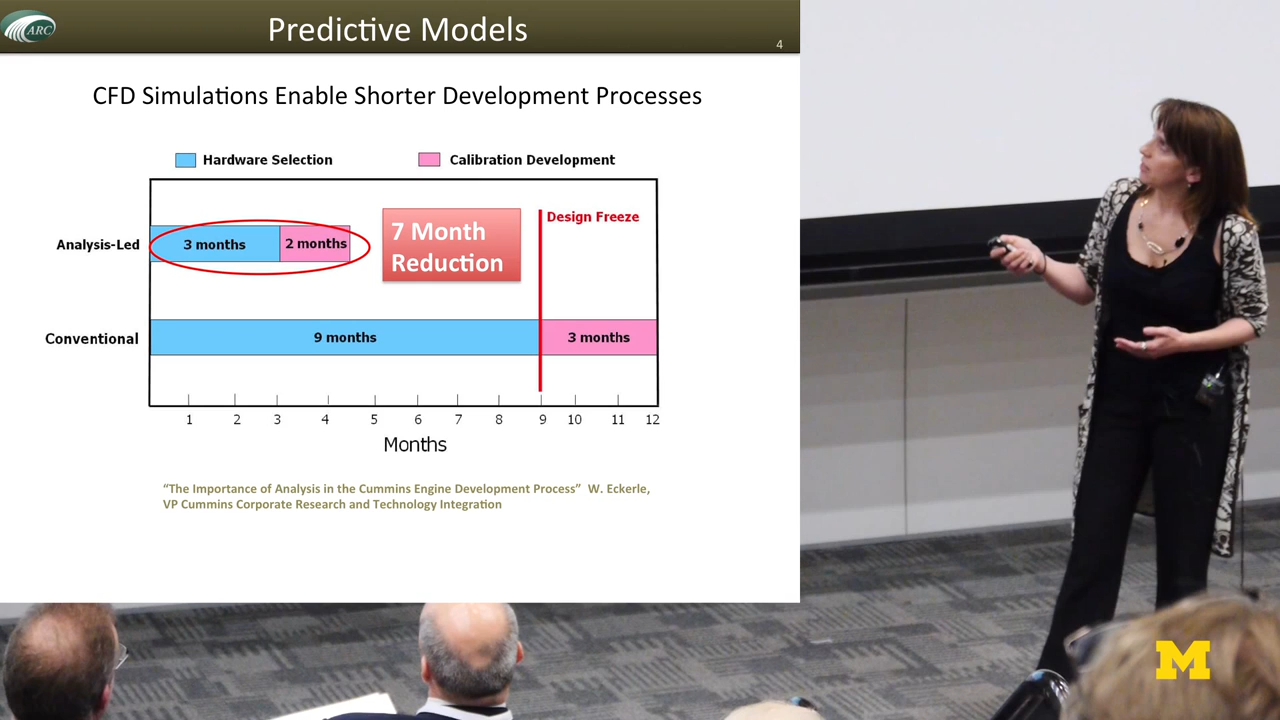 ARC
Predictive Models
4
CFD Simulations Enable Shorter Development Processes
Hardware Selection
Calibration Development
Design Freeze
Analysis-Led
3 months
2 months
7 Month
Reduction
Conventional
9 months
3 months
1 2 3 4 5 6 7 8 9 10 11 12
Months
“The Importance of Analysis in the Cummins Engine Development Process” W. Eckerle,
VP Cummins Corporate Research and Technology Integration
M